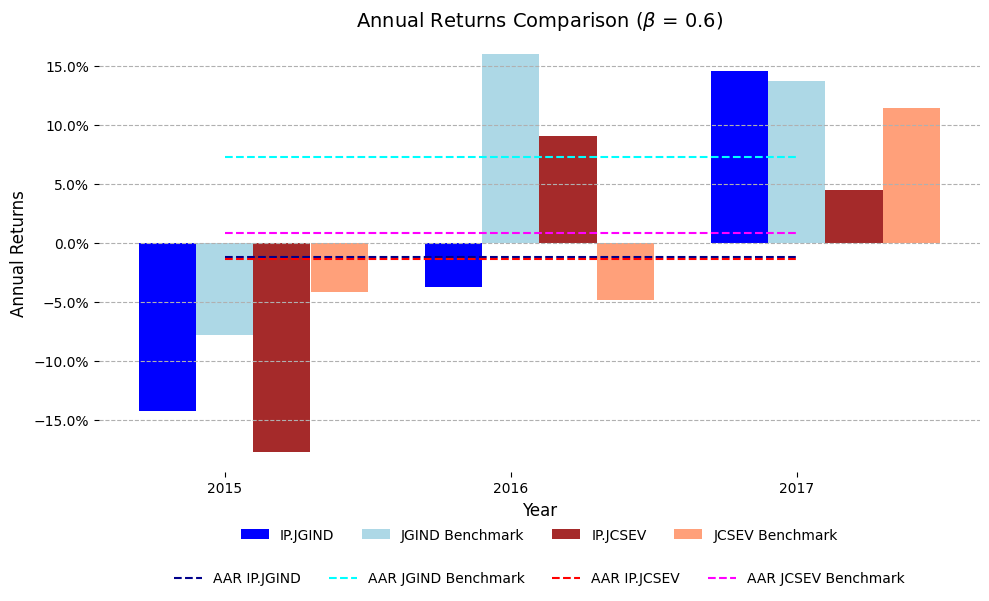 Annual Returns Comparison (β = 0.6)
15.0%
10.0%
5.0%
0.0%
−5.0%
−10.0%
−15.0%
Annual Returns
2015 2016 2017
Year
IP.JGIND JGIND Benchmark IP.JCSEV JCSEV Benchmark
AAR IP.JGIND AAR JGIND Benchmark AAR IP.JCSEV AAR JCSEV Benchmark